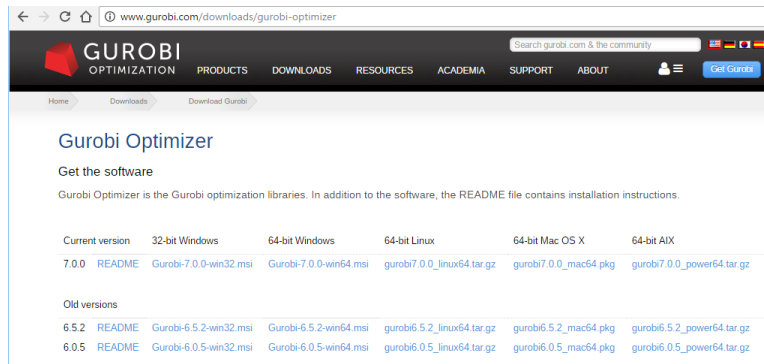 www.gurobi.com/downloads/gurobi-optimizer
Search gurobi.com & the community
GUROBI
OPTIMIZATION PRODUCTS DOWNLOADS RESOURCES ACADEMIA SUPPORT ABOUT Get Gurobi
Home Downloads Download Gurobi
Gurobi Optimizer
Get the software
Gurobi Optimizer is the Gurobi optimization libraries. In addition to the software, the README file contains installation instructions.
Current version 32-bit Windows 64-bit Windows 64-bit Linux 64-bit Mac OS X 64-bit AIX
7.0.0 README Gurobi-7.0.0-win32.msi Gurobi-7.0.0-win64.msi gurobi7.0.0_linux64.tar.gz gurobi7.0.0_mac64.pkg gurobi7.0.0_power64.tar.gz
Old versions
6.5.2 README Gurobi-6.5.2-win32.msi Gurobi-6.5.2-win64.msi gurobi6.5.2_linux64.tar.gz gurobi6.5.2_mac64.pkg gurobi6.5.2_power64.tar.gz
6.0.5 README Gurobi-6.0.5-win32.msi Gurobi-6.0.5-win64.msi gurobi6.0.5_linux64.tar.gz gurobi6.0.5_mac64.pkg gurobi6.0.5_power64.tar.gz